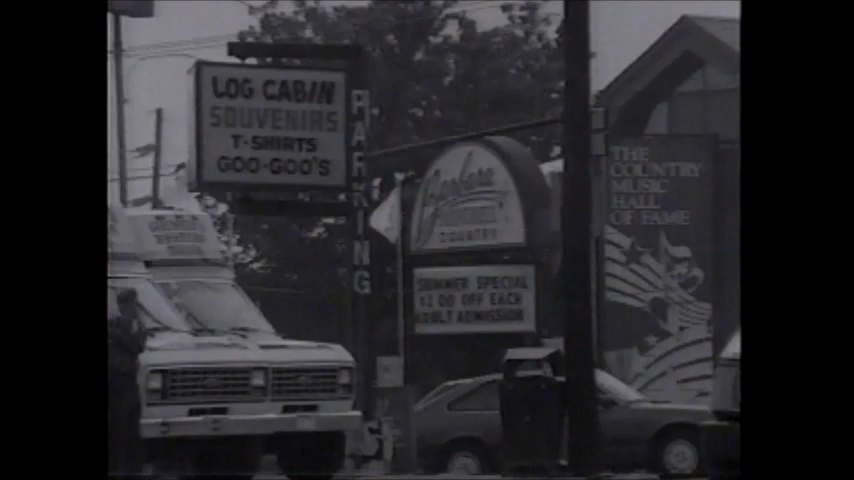 LOG CABIN
SOUVENIRS
T-SHIRTS
GOO-GOO'S
PARKING
Barbara
COUNTRY
SUMMER SPECIAL
$1.00 OFF EACH
ADULT ADMISSION
THE
COUNTRY
MUSIC
HALL
OF FAME